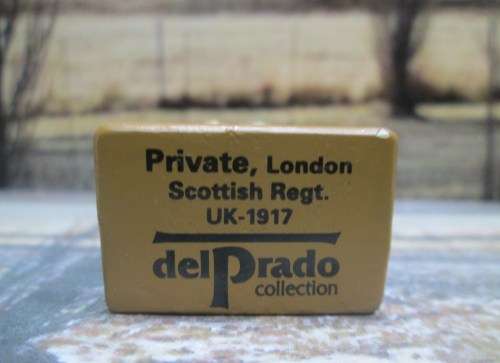 Private, London
Scottish Regt.
UK-1917
delPrado
collection